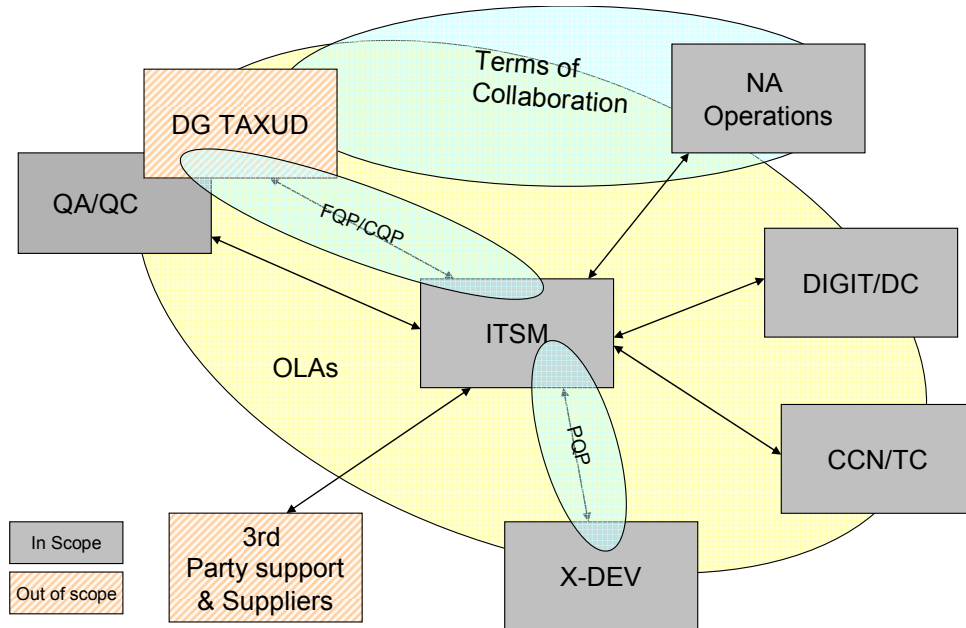 Terms of
Collaboration
NA
Operations
DG TAXUD
QA/QC
FQP/CQP
DIGIT/DC
ITSM
OLAs
PQP
CCN/TC
3rd
Party support
& Suppliers
X-DEV
In Scope
Out of scope